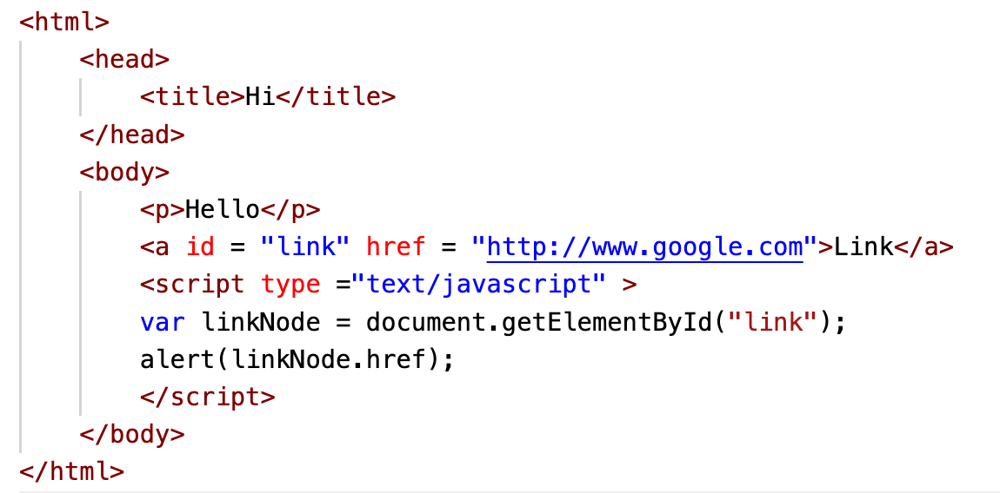 <html>
<head>
<title>Hi</title>
</head>
<body>
<p>Hello</p>
<a id = "link" href = "http://www.google.com">Link</a>
<script type ="text/javascript" >
var linkNode = document.getElementById("link");
alert(linkNode.href);
</script>
</body>
</html>